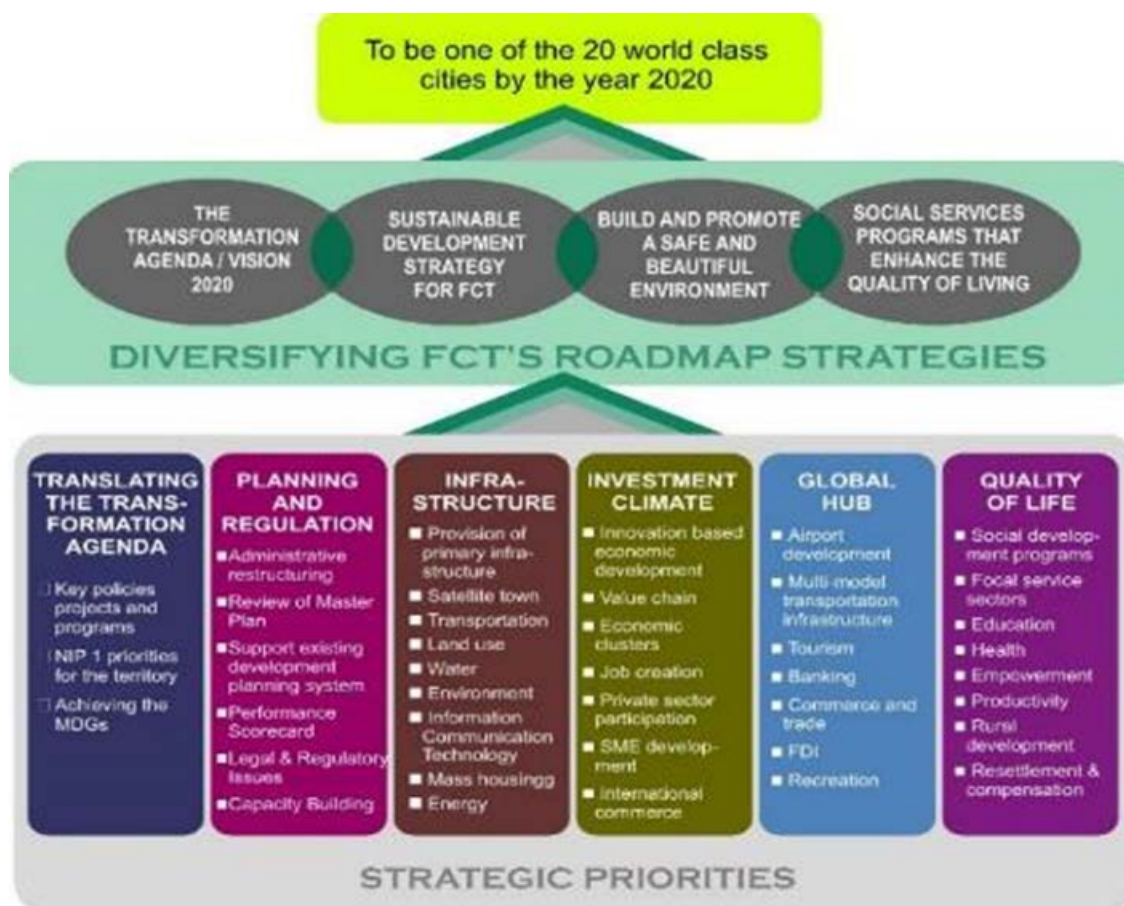 To be one of the 20 world class
cities by the year 2020
THE
TRANSFORMATION
AGENDA / VISION
2020
SUSTAINABLE
DEVELOPMENT
STRATEGY
FOR FCT
BUILD AND PROMOTE
A SAFE AND
BEAUTIFUL
ENVIRONMENT
SOCIAL SERVICES
PROGRAMS THAT
ENHANCE THE
QUALITY OF LIVING
DIVERSIFYING FCT'S ROADMAP STRATEGIES
TRANSLATING
THE TRANS-
FORMATION
AGENDA
Key policies
projects and
programs
NIP 1 priorities
for the territory
Achieving the
MDGs
PLANNING
AND
REGULATION
Administrative
restructuring
Review of Master
Plan
Support existing
development
planning system
Performance
Scorecard
Legal & Regulatory
Issues
Capacity Building
INFRA-
STRUCTURE
Provision of
primary infra-
structure
Satellite town
Transportation
Land use
Water
Environment
Information
Communication
Technology
Mass housingg
Energy
INVESTMENT
CLIMATE
Innovation based
economic
development
Value chain
Economic
clusters
Job creation
Private sector
participation
SME develop-
ment
International
commerce
GLOBAL
HUB
Airport
development
Multi-model
transportation
infrastructure
Tourism
Banking
Commerce and
trade
FDI
Recreation
QUALITY
OF LIFE
Social develop-
ment programs
Focal service
sectors
Education
Health
Empowerment
Productivity
Rural
development
Resettlement &
compensation
STRATEGIC PRIORITIES